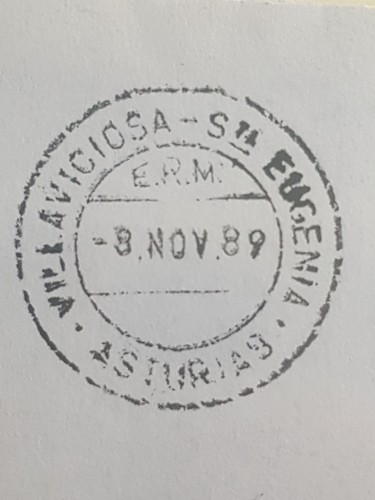 VILLAVICIOSA-Sta EUGENIA
E.R.M.
-8.NOV.89
· ASTURIAS ·